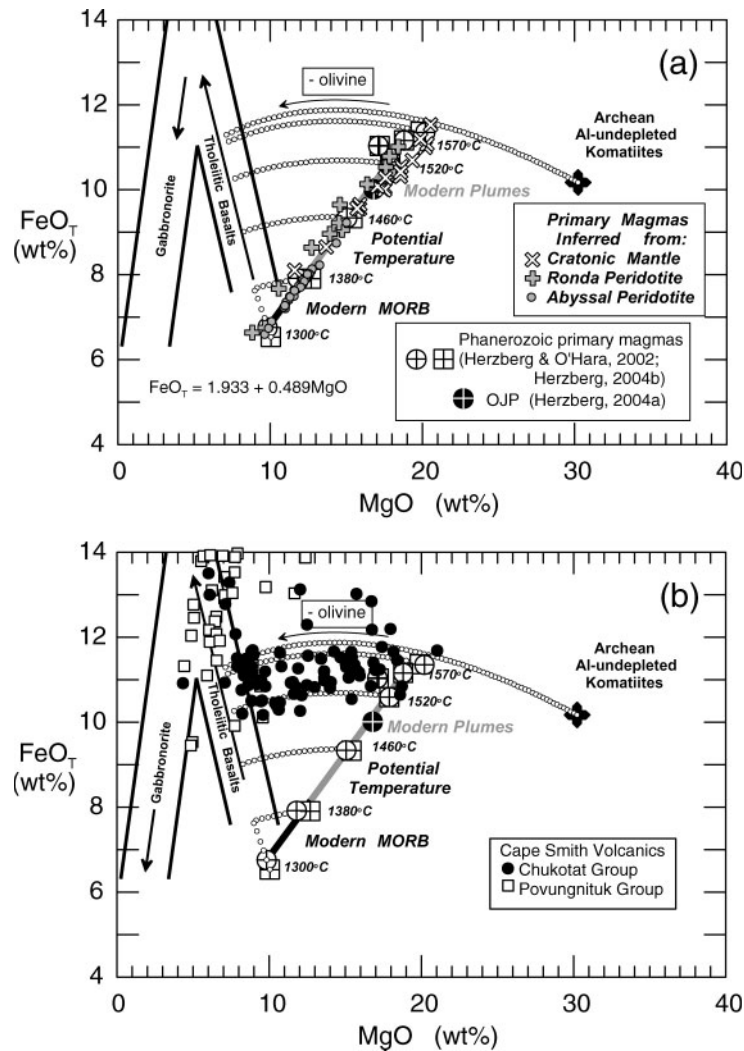 (a)
14
12
10
8
6
4
FeO_T
(wt%)
0
10
20
30
40
MgO (wt%)
- olivine
Gabbronorite
Tholeiitic Basalts
Archean
Al-undepleted
Komatiites
1570°C
1520°C
Modern Plumes
1460°C
Potential
Temperature
1380°C
Modern MORB
1300°C
FeO_T = 1.933 + 0.489MgO
Primary Magmas
Inferred from:
Cratonic Mantle
Ronda Peridotite
Abyssal Peridotite
Phanerozoic primary magmas
(Herzberg & O'Hara, 2002;
Herzberg, 2004b)
OJP (Herzberg, 2004a)
(b)
14
12
10
8
6
4
FeO_T
(wt%)
0
10
20
30
40
MgO (wt%)
- olivine
Gabbronorite
Tholeiitic Basalts
Archean
Al-undepleted
Komatiites
1570°C
1520°C
Modern Plumes
1460°C
Potential
Temperature
1380°C
Modern MORB
1300°C
Cape Smith Volcanics
Chukotat Group
Povungnituk Group